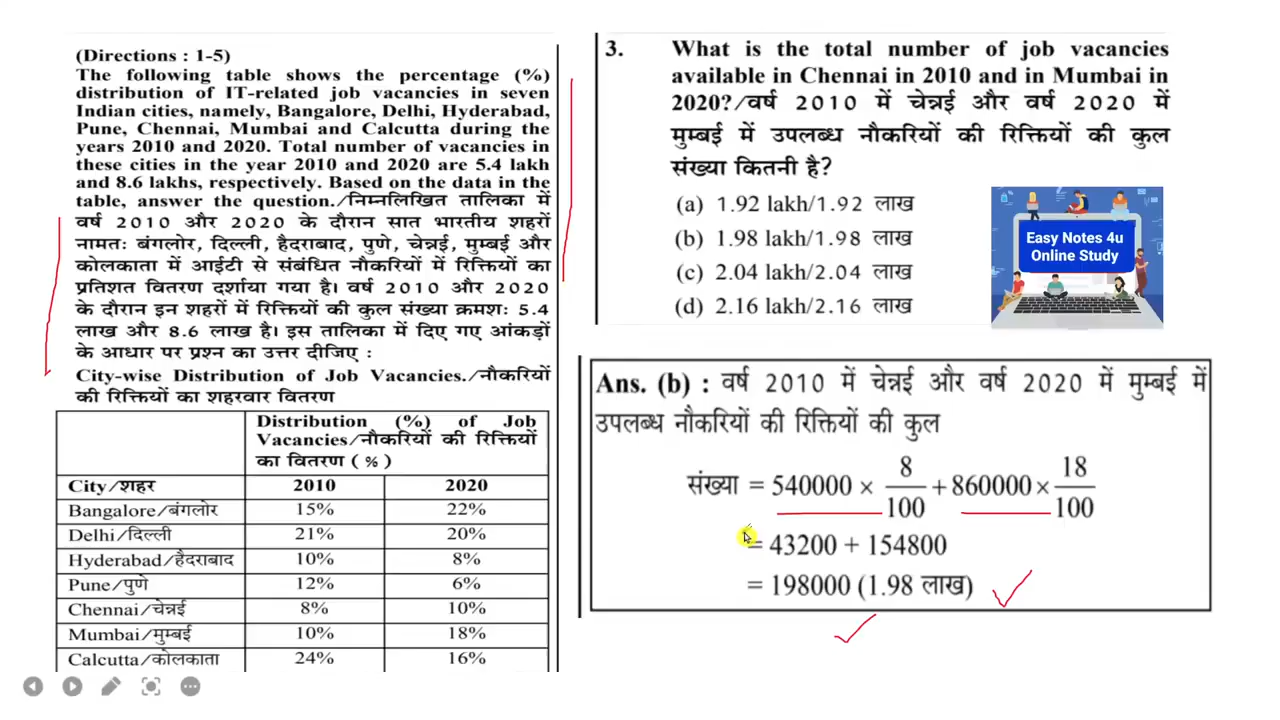 (Directions : 1-5)
The following table shows the percentage (%)
distribution of IT-related job vacancies in seven
Indian cities, namely, Bangalore, Delhi, Hyderabad,
Pune, Chennai, Mumbai and Calcutta during the
years 2010 and 2020. Total number of vacancies in
these cities in the year 2010 and 2020 are 5.4 lakh
and 8.6 lakhs, respectively. Based on the data in the
table, answer the question./निम्नलिखित तालिका में
वर्ष 2010 और 2020 के दौरान सात भारतीय शहरों
नामतः बंगलोर, दिल्ली, हैदराबाद, पुणे, चेन्नई, मुम्बई और
कोलकाता में आईटी से संबंधित नौकरियों में रिक्तियों का
प्रतिशत वितरण दर्शाया गया है। वर्ष 2010 और 2020
के दौरान इन शहरों में रिक्तियों की कुल संख्या क्रमशः 5.4
लाख और 8.6 लाख है। इस तालिका में दिए गए आंकड़ों
के आधार पर प्रश्न का उत्तर दीजिए :
City-wise Distribution of Job Vacancies./नौकरियों
की रिक्तियों का शहरवार वितरण
Distribution (%) of Job
Vacancies/नौकरियों की रिक्तियों
का वितरण (%)
City/शहर 2010 2020
Bangalore/बंगलोर 15% 22%
Delhi/दिल्ली 21% 20%
Hyderabad/हैदराबाद 10% 8%
Pune/पुणे 12% 6%
Chennai/चेन्नई 8% 10%
Mumbai/मुम्बई 10% 18%
Calcutta/कोलकाता 24% 16%
3. What is the total number of job vacancies
available in Chennai in 2010 and in Mumbai in
2020?/वर्ष 2010 में चेन्नई और वर्ष 2020 में
मुम्बई में उपलब्ध नौकरियों की रिक्तियों की कुल
संख्या कितनी है?
(a) 1.92 lakh/1.92 लाख
(b) 1.98 lakh/1.98 लाख
(c) 2.04 lakh/2.04 लाख
(d) 2.16 lakh/2.16 लाख
Easy Notes 4u
Online Study
Ans. (b) : वर्ष 2010 में चेन्नई और वर्ष 2020 में मुम्बई में
उपलब्ध नौकरियों की रिक्तियों की कुल
संख्या = 540000 × 8/100 + 860000 × 18/100
= 43200 + 154800
= 198000 (1.98 लाख)